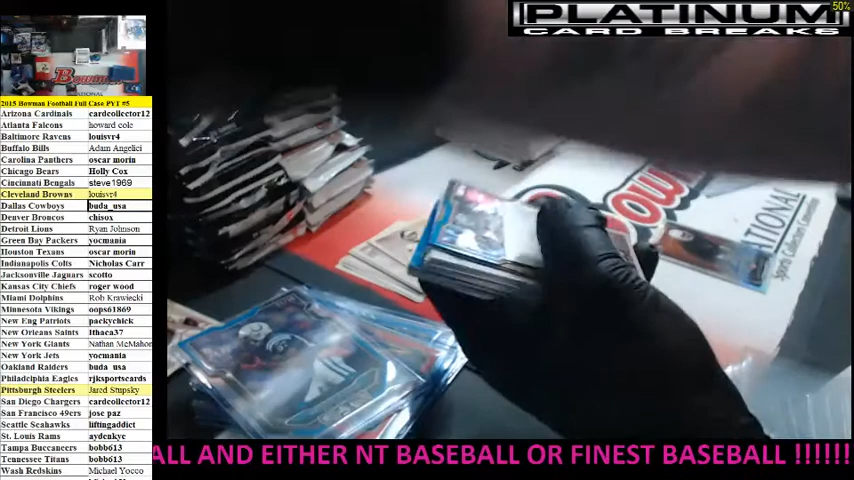 PLATINUM
CARD BREAKS
50%
2015 Bowman Football Full Case PYT #5
Arizona Cardinals cardcollector12
Atlanta Falcons howard cole
Baltimore Ravens louisvr4
Buffalo Bills Adam Angelici
Carolina Panthers oscar morin
Chicago Bears Holly Cox
Cincinnati Bengals steve1969
Cleveland Browns louisvr4
Dallas Cowboys buda_usa
Denver Broncos chisox
Detroit Lions Ryan Johnson
Green Bay Packers yocmania
Houston Texans oscar morin
Indianapolis Colts Nicholas Carr
Jacksonville Jaguars scotto
Kansas City Chiefs roger wood
Miami Dolphins Rob Krawiecki
Minnesota Vikings oops61869
New Eng Patriots packychick
New Orleans Saints Ithaca37
New York Giants Nathan McMahon
New York Jets yocmania
Oakland Raiders buda_usa
Philadelphia Eagles rjksportscards
Pittsburgh Steelers Jared Stupsky
San Diego Chargers cardcollector12
San Francisco 49ers jose paz
Seattle Seahawks liftingaddict
St. Louis Rams aydenkyc
Tampa Buccaneers bobb613
Tennessee Titans bobb613
Wash Redskins Michael Yocco
ALL AND EITHER NT BASEBALL OR FINEST BASEBALL !!!!!!